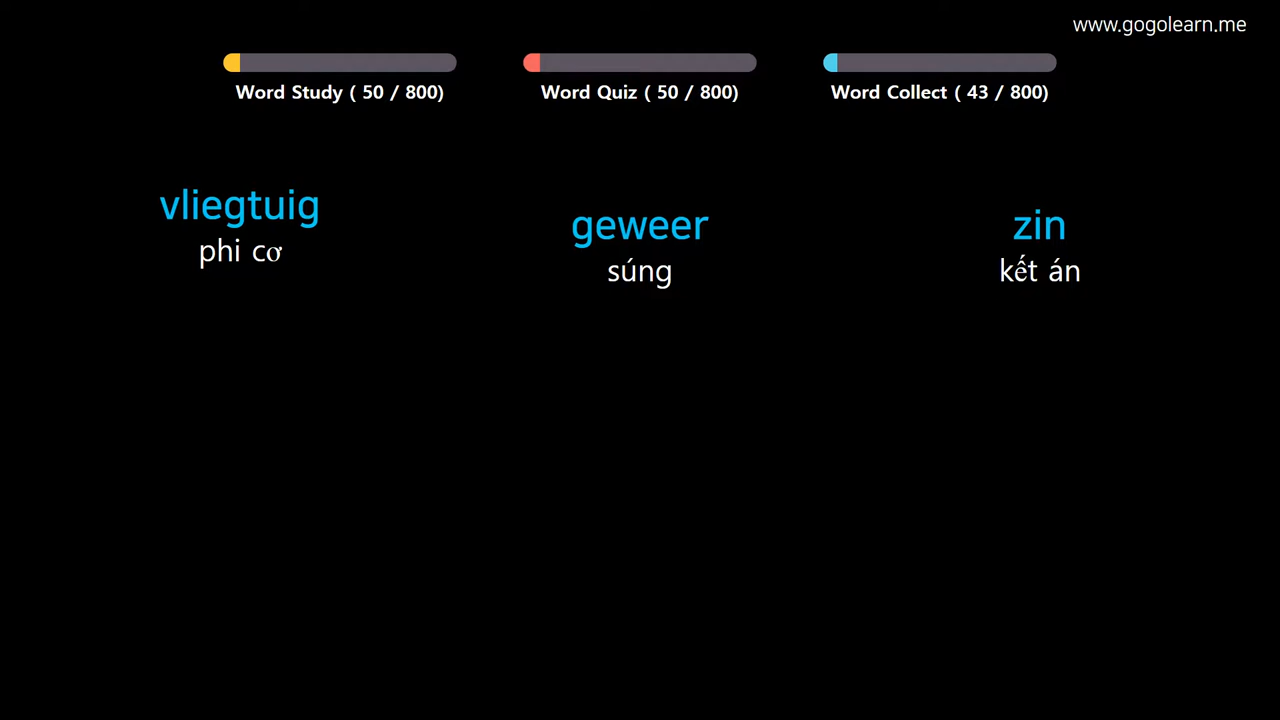 www.gogolearn.me
Word Study ( 50 / 800)
Word Quiz ( 50 / 800)
Word Collect ( 43 / 800)
vliegtuig
phi cơ
geweer
súng
zin
kết án